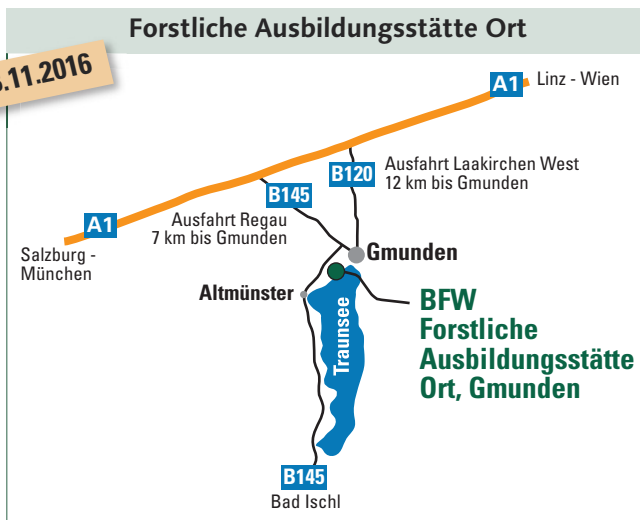 Forstliche Ausbildungsstätte Ort
.11.2016
A1
Linz - Wien
B120
Ausfahrt Laakirchen West
12 km bis Gmunden
B145
A1
Ausfahrt Regau
7 km bis Gmunden
Salzburg -
München
Gmunden
Altmünster
BFW
Forstliche
Ausbildungsstätte
Ort, Gmunden
Traunsee
B145
Bad Ischl